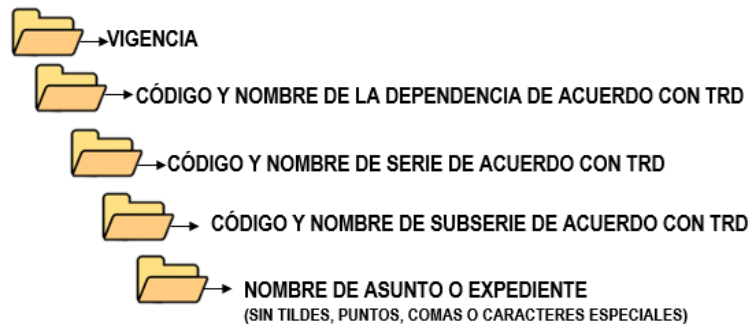 VIGENCIA
CÓDIGO Y NOMBRE DE LA DEPENDENCIA DE ACUERDO CON TRD
CÓDIGO Y NOMBRE DE SERIE DE ACUERDO CON TRD
CÓDIGO Y NOMBRE DE SUBSERIE DE ACUERDO CON TRD
NOMBRE DE ASUNTO O EXPEDIENTE
(SIN TILDES, PUNTOS, COMAS O CARACTERES ESPECIALES)